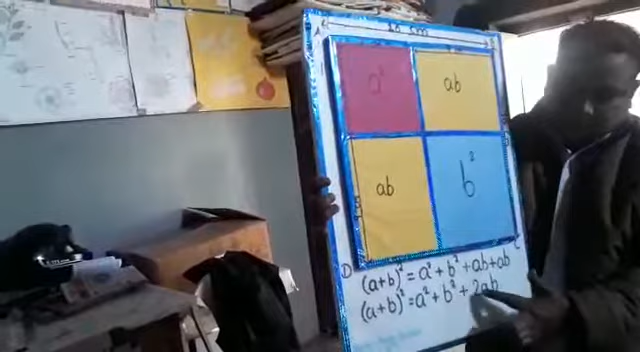 a²
ab
ab
b²
D
C
(a+b)² = a² + b² + ab + ab
(a+b)² = a² + b² + 2ab